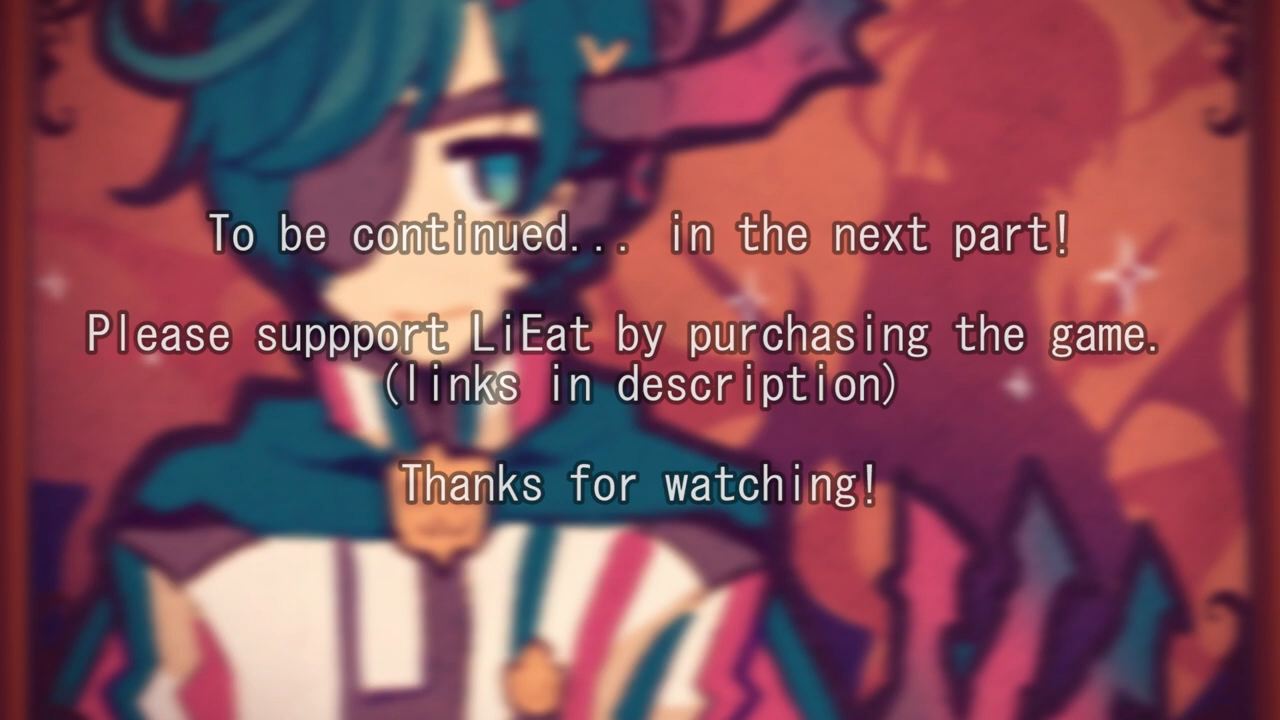 To be continued... in the next part!
Please suppport LiEat by purchasing the game.
(links in description)
Thanks for watching!